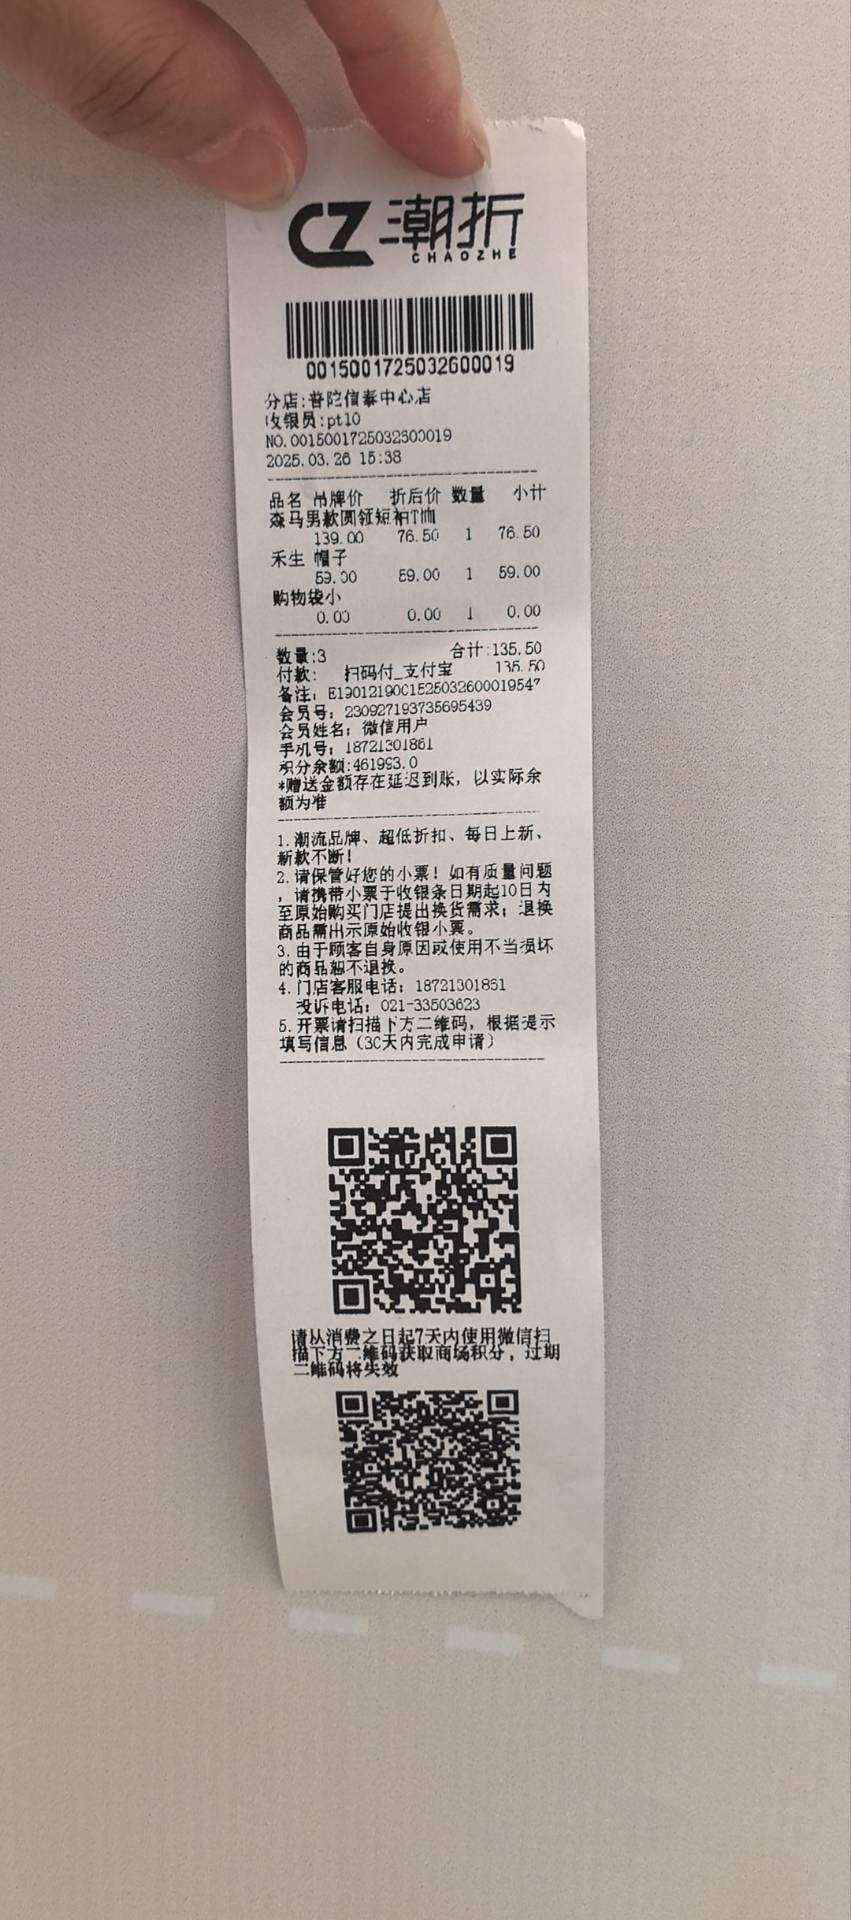 CZ 潮折
CHAOZHE
0015001725032600019
分店:普陀信泰中心店
收银员:pt10
NO.0015001725032600019
2025.03.26 15:38
品名 吊牌价 折后价 数量 小计
森马男款圆领短袖T恤
139.00 76.50 1 76.50
禾生 帽子
59.00 59.00 1 59.00
购物袋小
0.00 0.00 1 0.00
数量:3 合计:135.50
付款: 扫码付_支付宝 135.50
备注: E1901219001525032600019547
会员号: 230927193735695439
会员姓名: 微信用户
手机号: 18721301861
积分余额:461993.0
*赠送金额存在延迟到账, 以实际余
额为准
1.潮流品牌、超低折扣、每日上新、
新款不断!
2.请保管好您的小票! 如有质量问题
, 请携带小票于收银条日期起10日内
至原始购买门店提出换货需求; 退换
商品需出示原始收银小票。
3.由于顾客自身原因或使用不当损坏
的商品恕不退换。
4.门店客服电话: 18721301861
投诉电话: 021-33503623
5.开票请扫描下方二维码, 根据提示
填写信息 (30天内完成申请)
请从消费之日起7天内使用微信扫
描下方二维码获取商场积分, 过期
二维码将失效